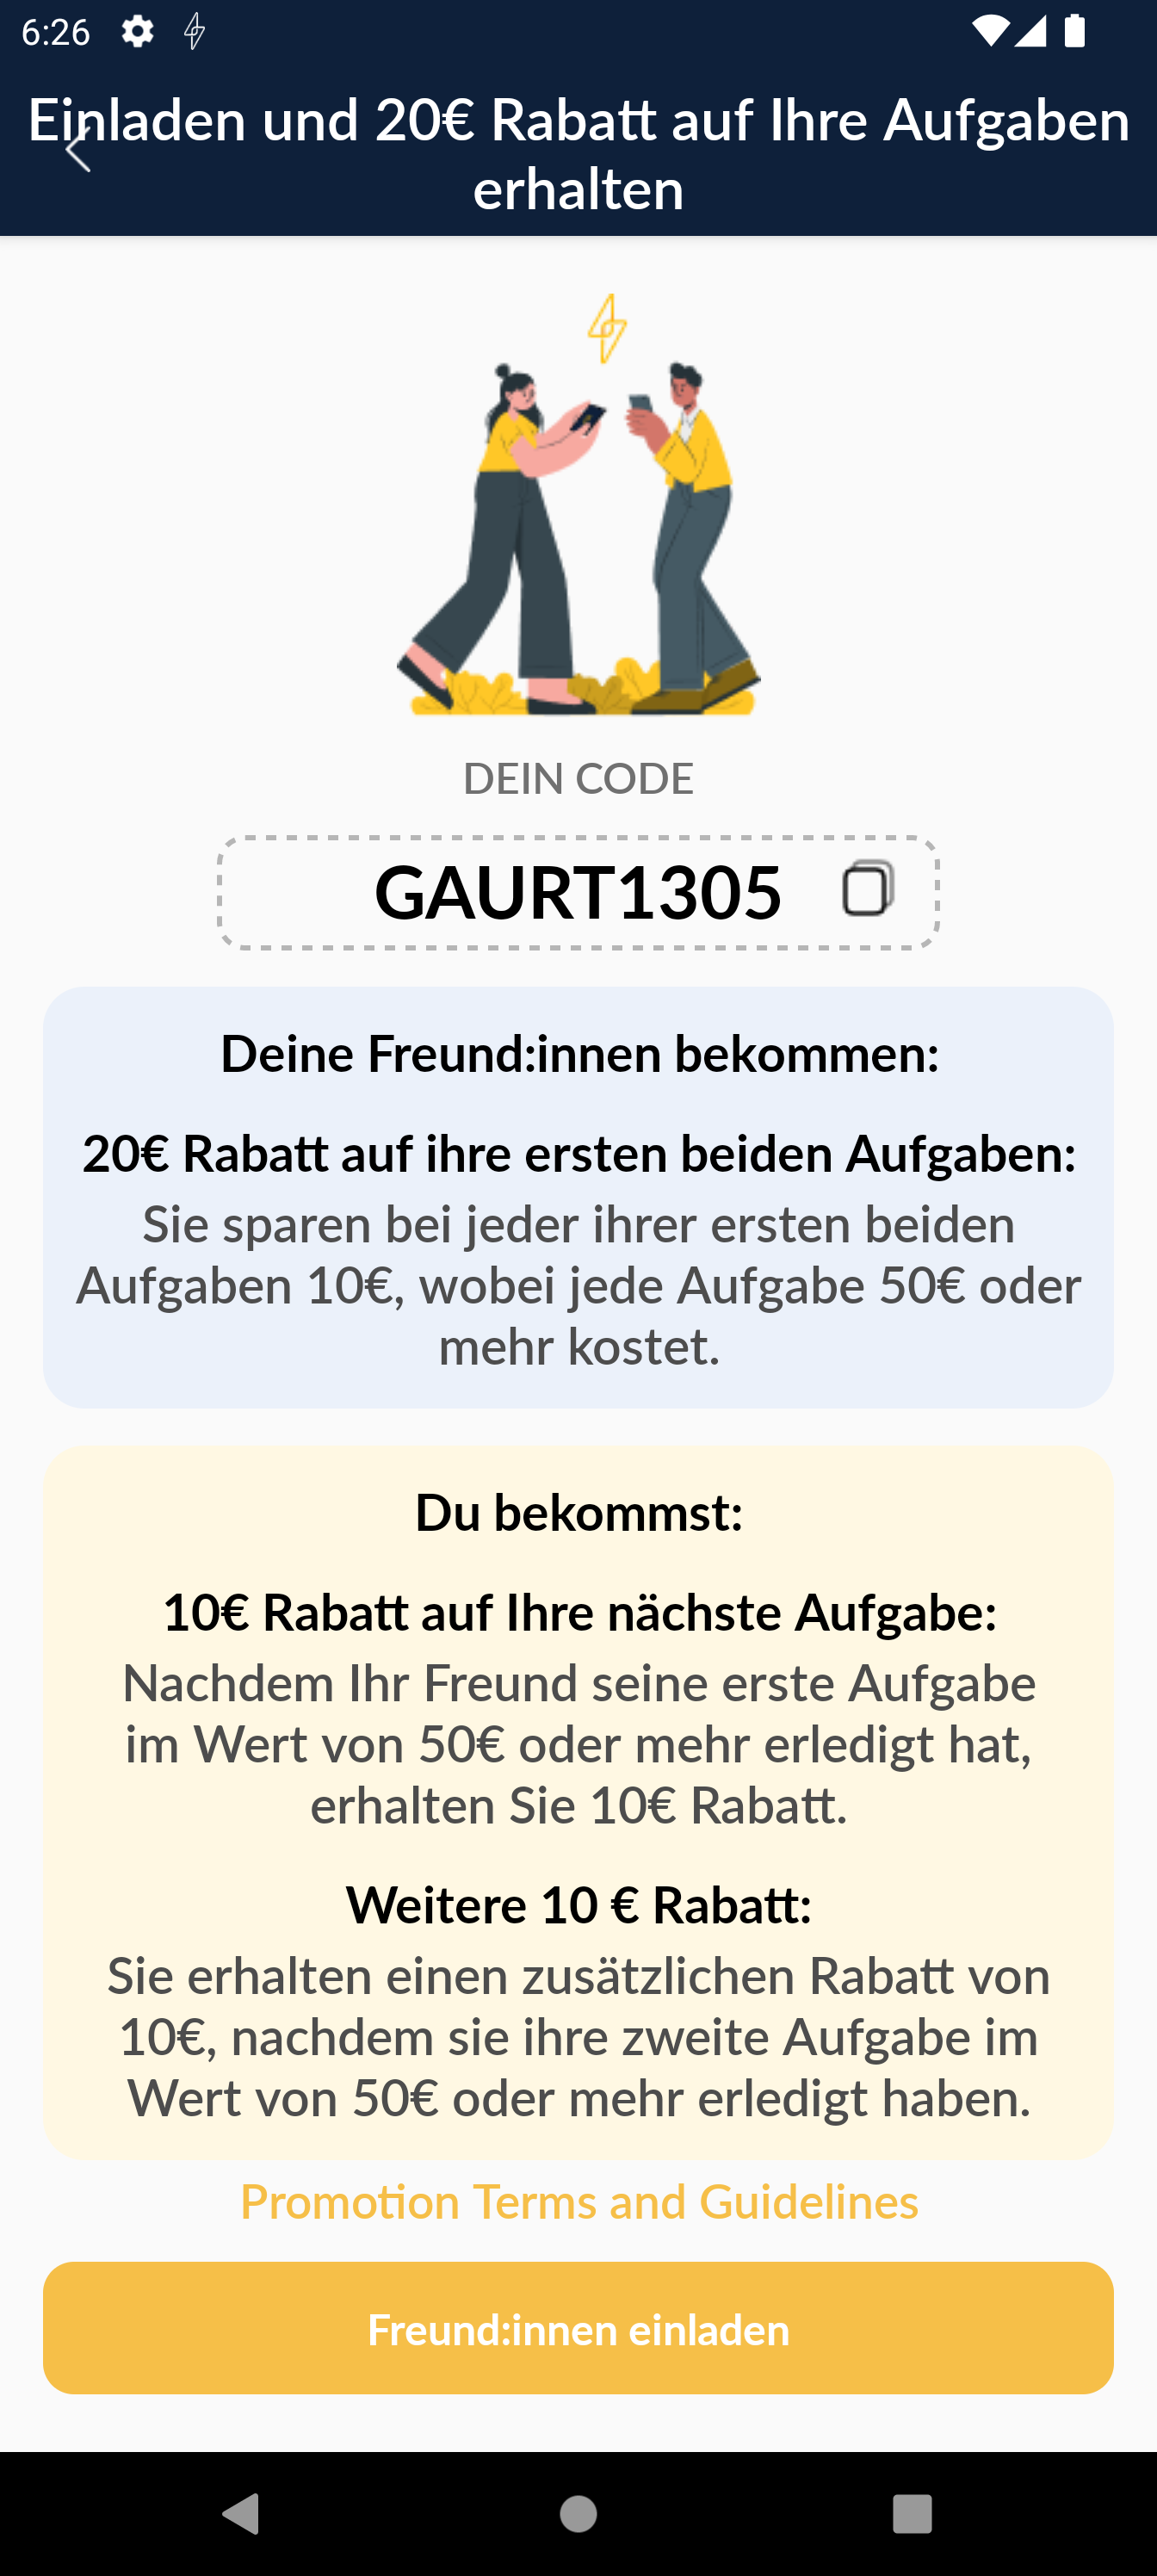 6:26
Einladen und 20€ Rabatt auf Ihre Aufgaben
erhalten
DEIN CODE
GAURT1305
Deine Freund:innen bekommen:
20€ Rabatt auf ihre ersten beiden Aufgaben:
Sie sparen bei jeder ihrer ersten beiden
Aufgaben 10€, wobei jede Aufgabe 50€ oder
mehr kostet.
Du bekommst:
10€ Rabatt auf Ihre nächste Aufgabe:
Nachdem Ihr Freund seine erste Aufgabe
im Wert von 50€ oder mehr erledigt hat,
erhalten Sie 10€ Rabatt.
Weitere 10 € Rabatt:
Sie erhalten einen zusätzlichen Rabatt von
10€, nachdem sie ihre zweite Aufgabe im
Wert von 50€ oder mehr erledigt haben.
Promotion Terms and Guidelines
Freund:innen einladen